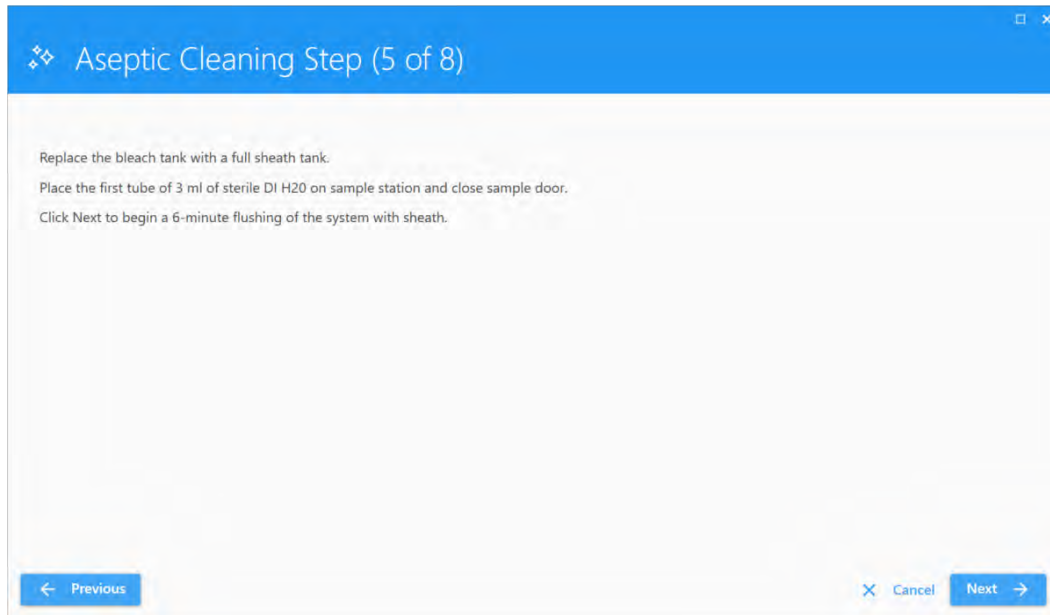 Aseptic Cleaning Step (5 of 8)
Replace the bleach tank with a full sheath tank.
Place the first tube of 3 ml of sterile DI H20 on sample station and close sample door.
Click Next to begin a 6-minute flushing of the system with sheath.
Previous
Cancel
Next